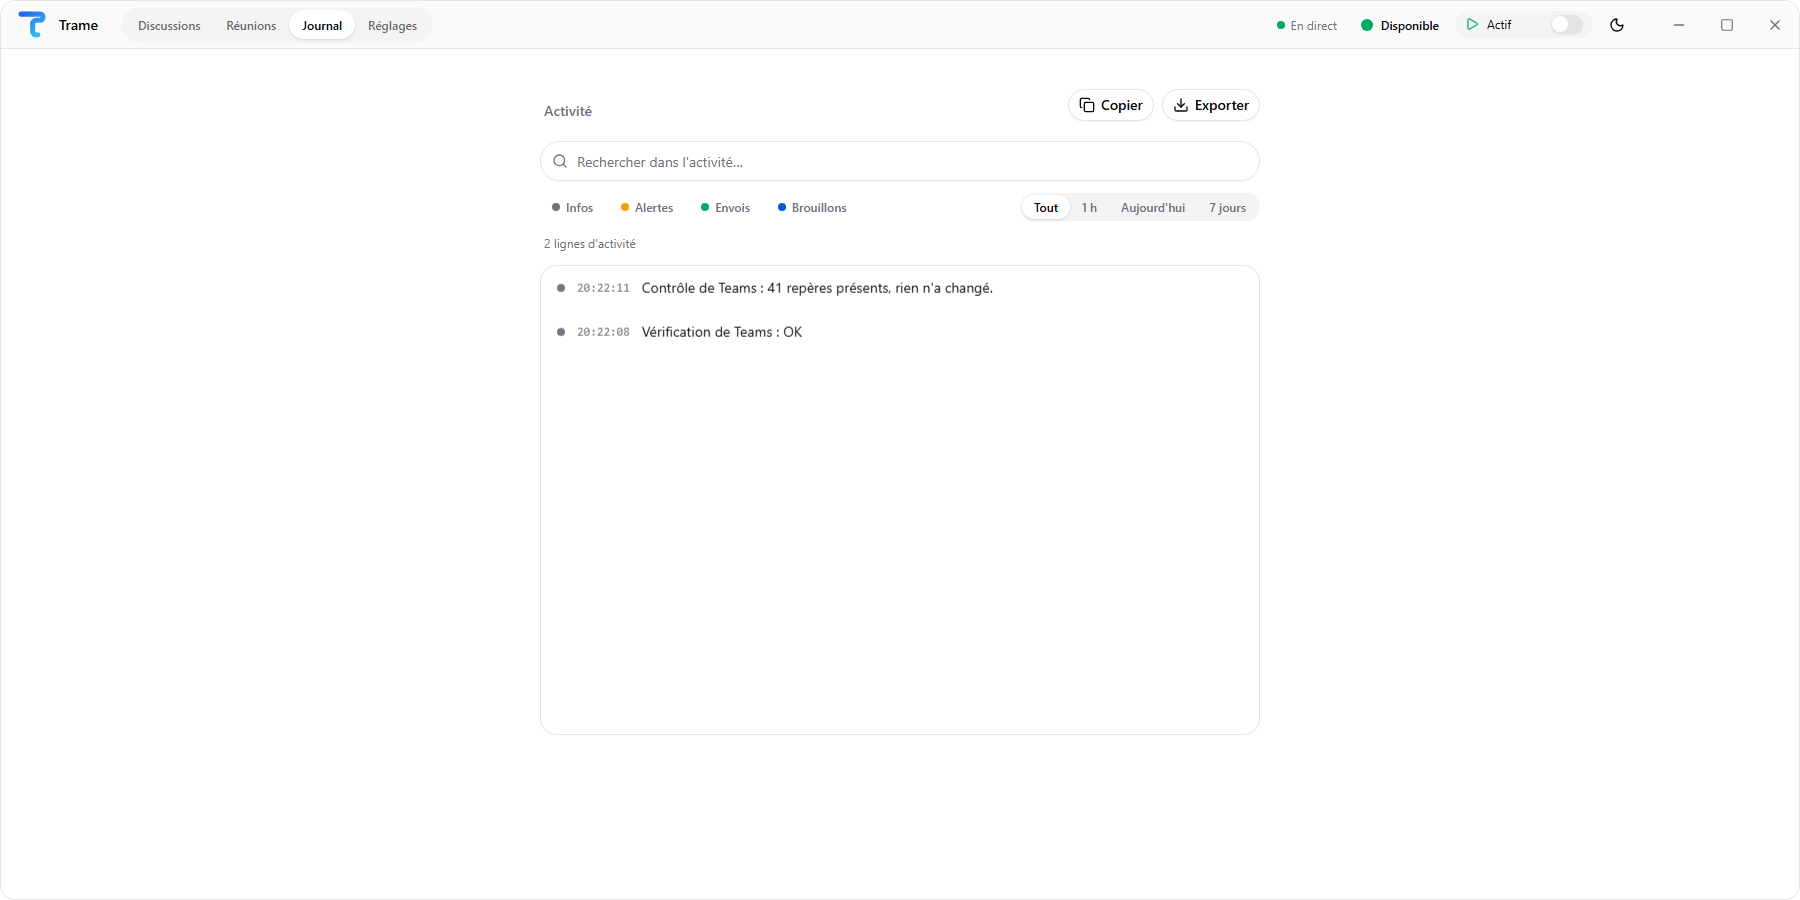 Trame
Discussions
Réunions
Journal
Réglages
En direct
Disponible
Actif
Activité
Copier
Exporter
Rechercher dans l'activité...
Infos
Alertes
Envois
Brouillons
Tout
1 h
Aujourd'hui
7 jours
2 lignes d'activité
20:22:11 Contrôle de Teams : 41 repères présents, rien n'a changé.
20:22:08 Vérification de Teams : OK